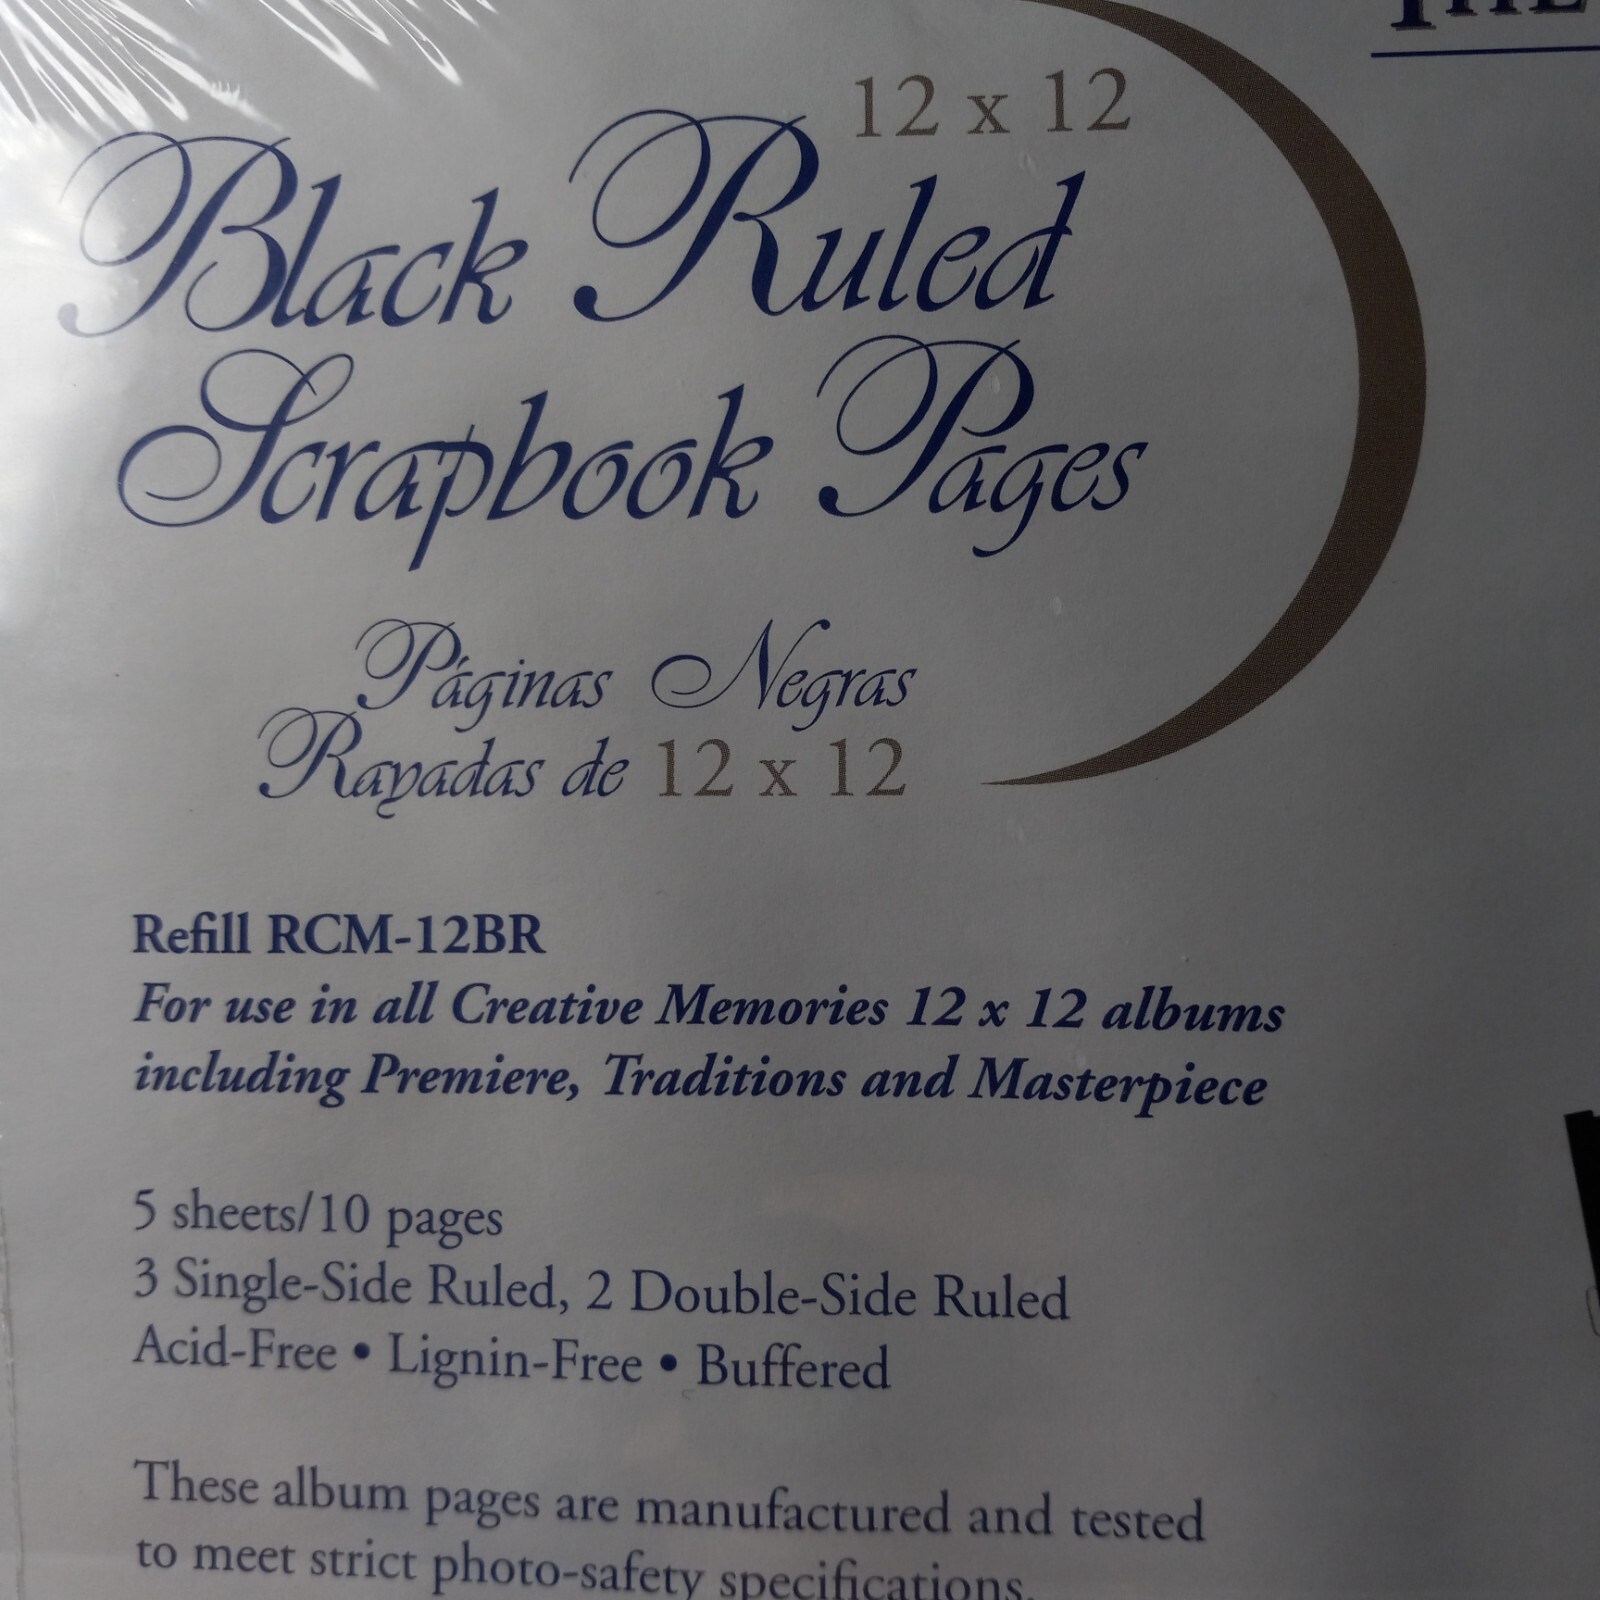 THE
12 x 12
Black Ruled
Scrapbook Pages
Páginas Negras
Rayadas de 12 x 12
Refill RCM-12BR
For use in all Creative Memories 12 x 12 albums
including Premiere, Traditions and Masterpiece
5 sheets/10 pages
3 Single-Side Ruled, 2 Double-Side Ruled
Acid-Free • Lignin-Free • Buffered
These album pages are manufactured and tested
to meet strict photo-safety specifications.